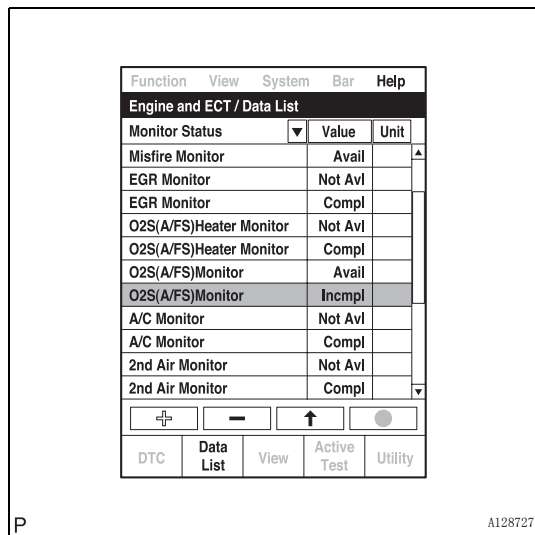 Function View System Bar Help
Engine and ECT / Data List
Monitor Status ▼ Value Unit
Misfire Monitor Avail
EGR Monitor Not Avl
EGR Monitor Compl
O2S(A/FS)Heater Monitor Not Avl
O2S(A/FS)Heater Monitor Compl
O2S(A/FS)Monitor Avail
O2S(A/FS)Monitor Incmpl
A/C Monitor Not Avl
A/C Monitor Compl
2nd Air Monitor Not Avl
2nd Air Monitor Compl
DTC Data List View Active Test Utility
P A128727